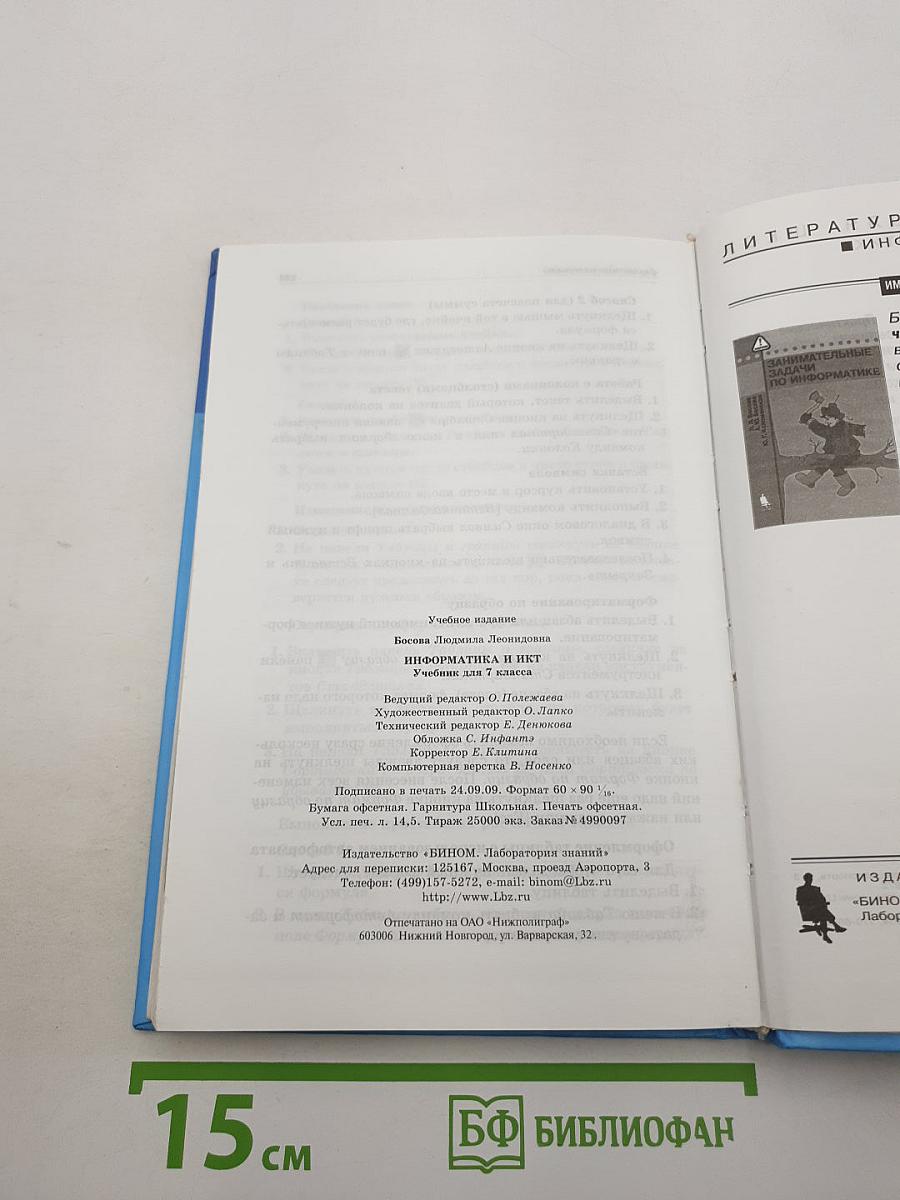 Учебное издание
Босова Людмила Леонидовна
ИНФОРМАТИКА И ИКТ
Учебник для 7 класса
Ведущий редактор О. Полежаева
Художественный редактор О. Лапко
Технический редактор Е. Денюкова
Обложка С. Инфантэ
Корректор Е. Клитина
Компьютерная верстка В. Носенко
Подписано в печать 24.09.09. Формат 60 × 90 1/16.
Бумага офсетная. Гарнитура Школьная. Печать офсетная.
Усл. печ. л. 14,5. Тираж 25000 экз. Заказ № 4990097
Издательство «БИНОМ. Лаборатория знаний»
Адрес для переписки: 125167, Москва, проезд Аэропорта, 3
Телефон: (499)157-5272, e-mail: binom@Lbz.ru
http://www.Lbz.ru
Отпечатано на ОАО «Нижполиграф»
603006 Нижний Новгород, ул. Варварская, 32.
ЛИТЕРАТУР
■ ИНФ
ИМ
ЗАНИМАТЕЛЬНЫЕ
ЗАДАЧИ
ПО ИНФОРМАТИКЕ
ИЗДА
«БИНОМ
Лабор
15 см
БФ БИБЛИОФАН